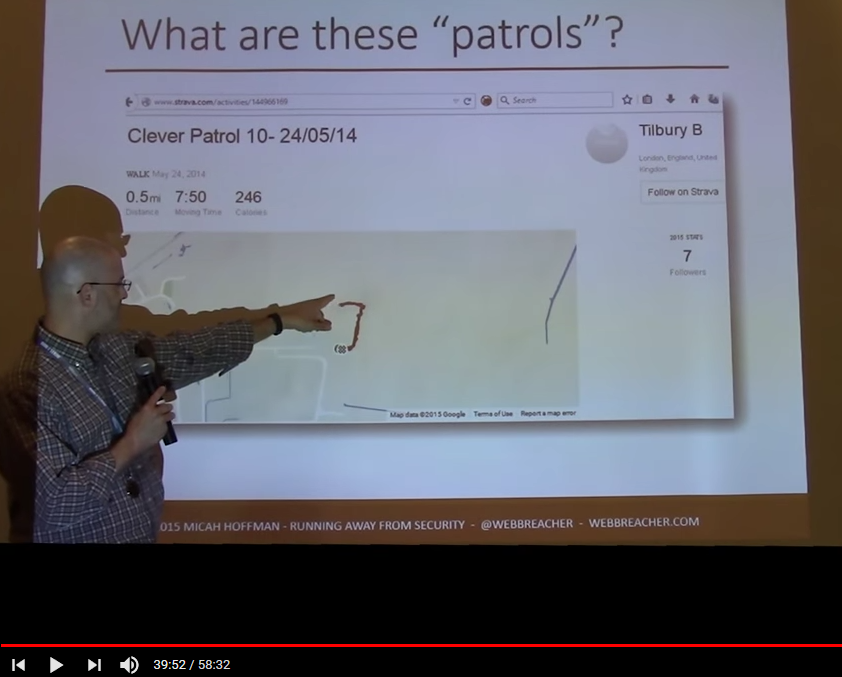 What are these “patrols”?
www.strava.com/activities/144966169
Search
Clever Patrol 10- 24/05/14
Tilbury B
London, England, United
Kingdom
WALK May 24, 2014
Follow on Strava
0.5mi 7:50 246
Distance Moving Time Calories
2015 STATS
7
Followers
Map data ©2015 Google Terms of Use Report a map error
015 MICAH HOFFMAN - RUNNING AWAY FROM SECURITY - @WEBBREACHER - WEBBREACHER.COM
39:52 / 58:32